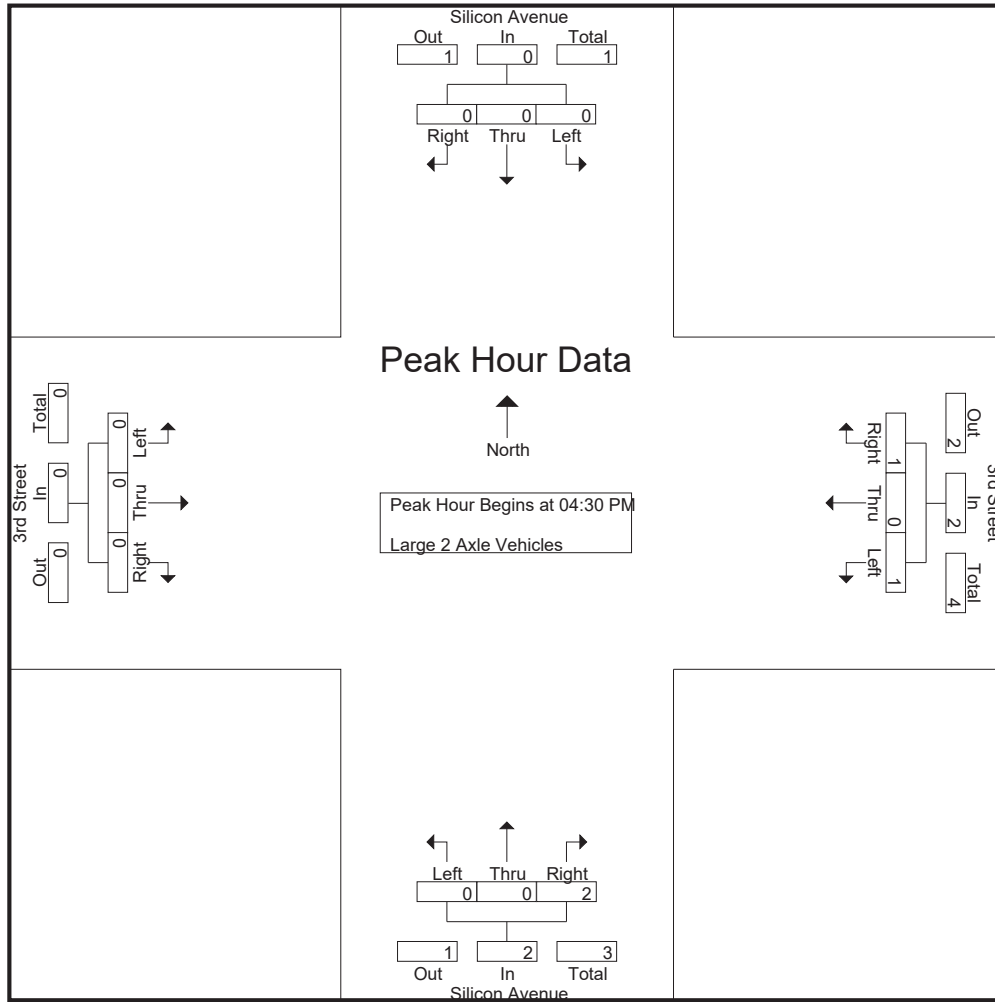 Silicon Avenue
Out In Total
1 0 1
0 0 0
Right Thru Left
Peak Hour Data
North
Peak Hour Begins at 04:30 PM
Large 2 Axle Vehicles
3rd Street
Out In Total
0 0 0
0 0 0
Right Thru Left
3rd Street
Out In Total
2 2 4
1 0 1
Right Thru Left
Left Thru Right
0 0 2
1 2 3
Out In Total
Silicon Avenue